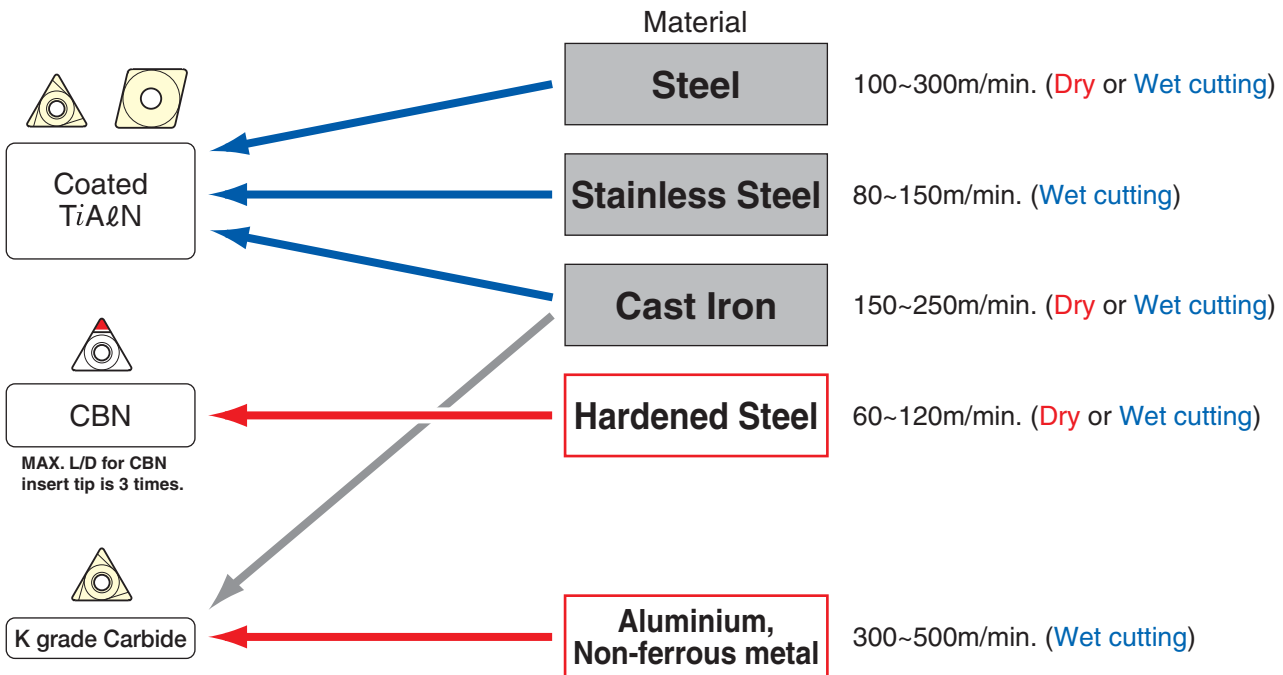 Material
Steel
100~300m/min. (Dry or Wet cutting)
Coated
TiAℓN
Stainless Steel
80~150m/min. (Wet cutting)
Cast Iron
150~250m/min. (Dry or Wet cutting)
CBN
Hardened Steel
60~120m/min. (Dry or Wet cutting)
MAX. L/D for CBN
insert tip is 3 times.
K grade Carbide
Aluminium,
Non-ferrous metal
300~500m/min. (Wet cutting)